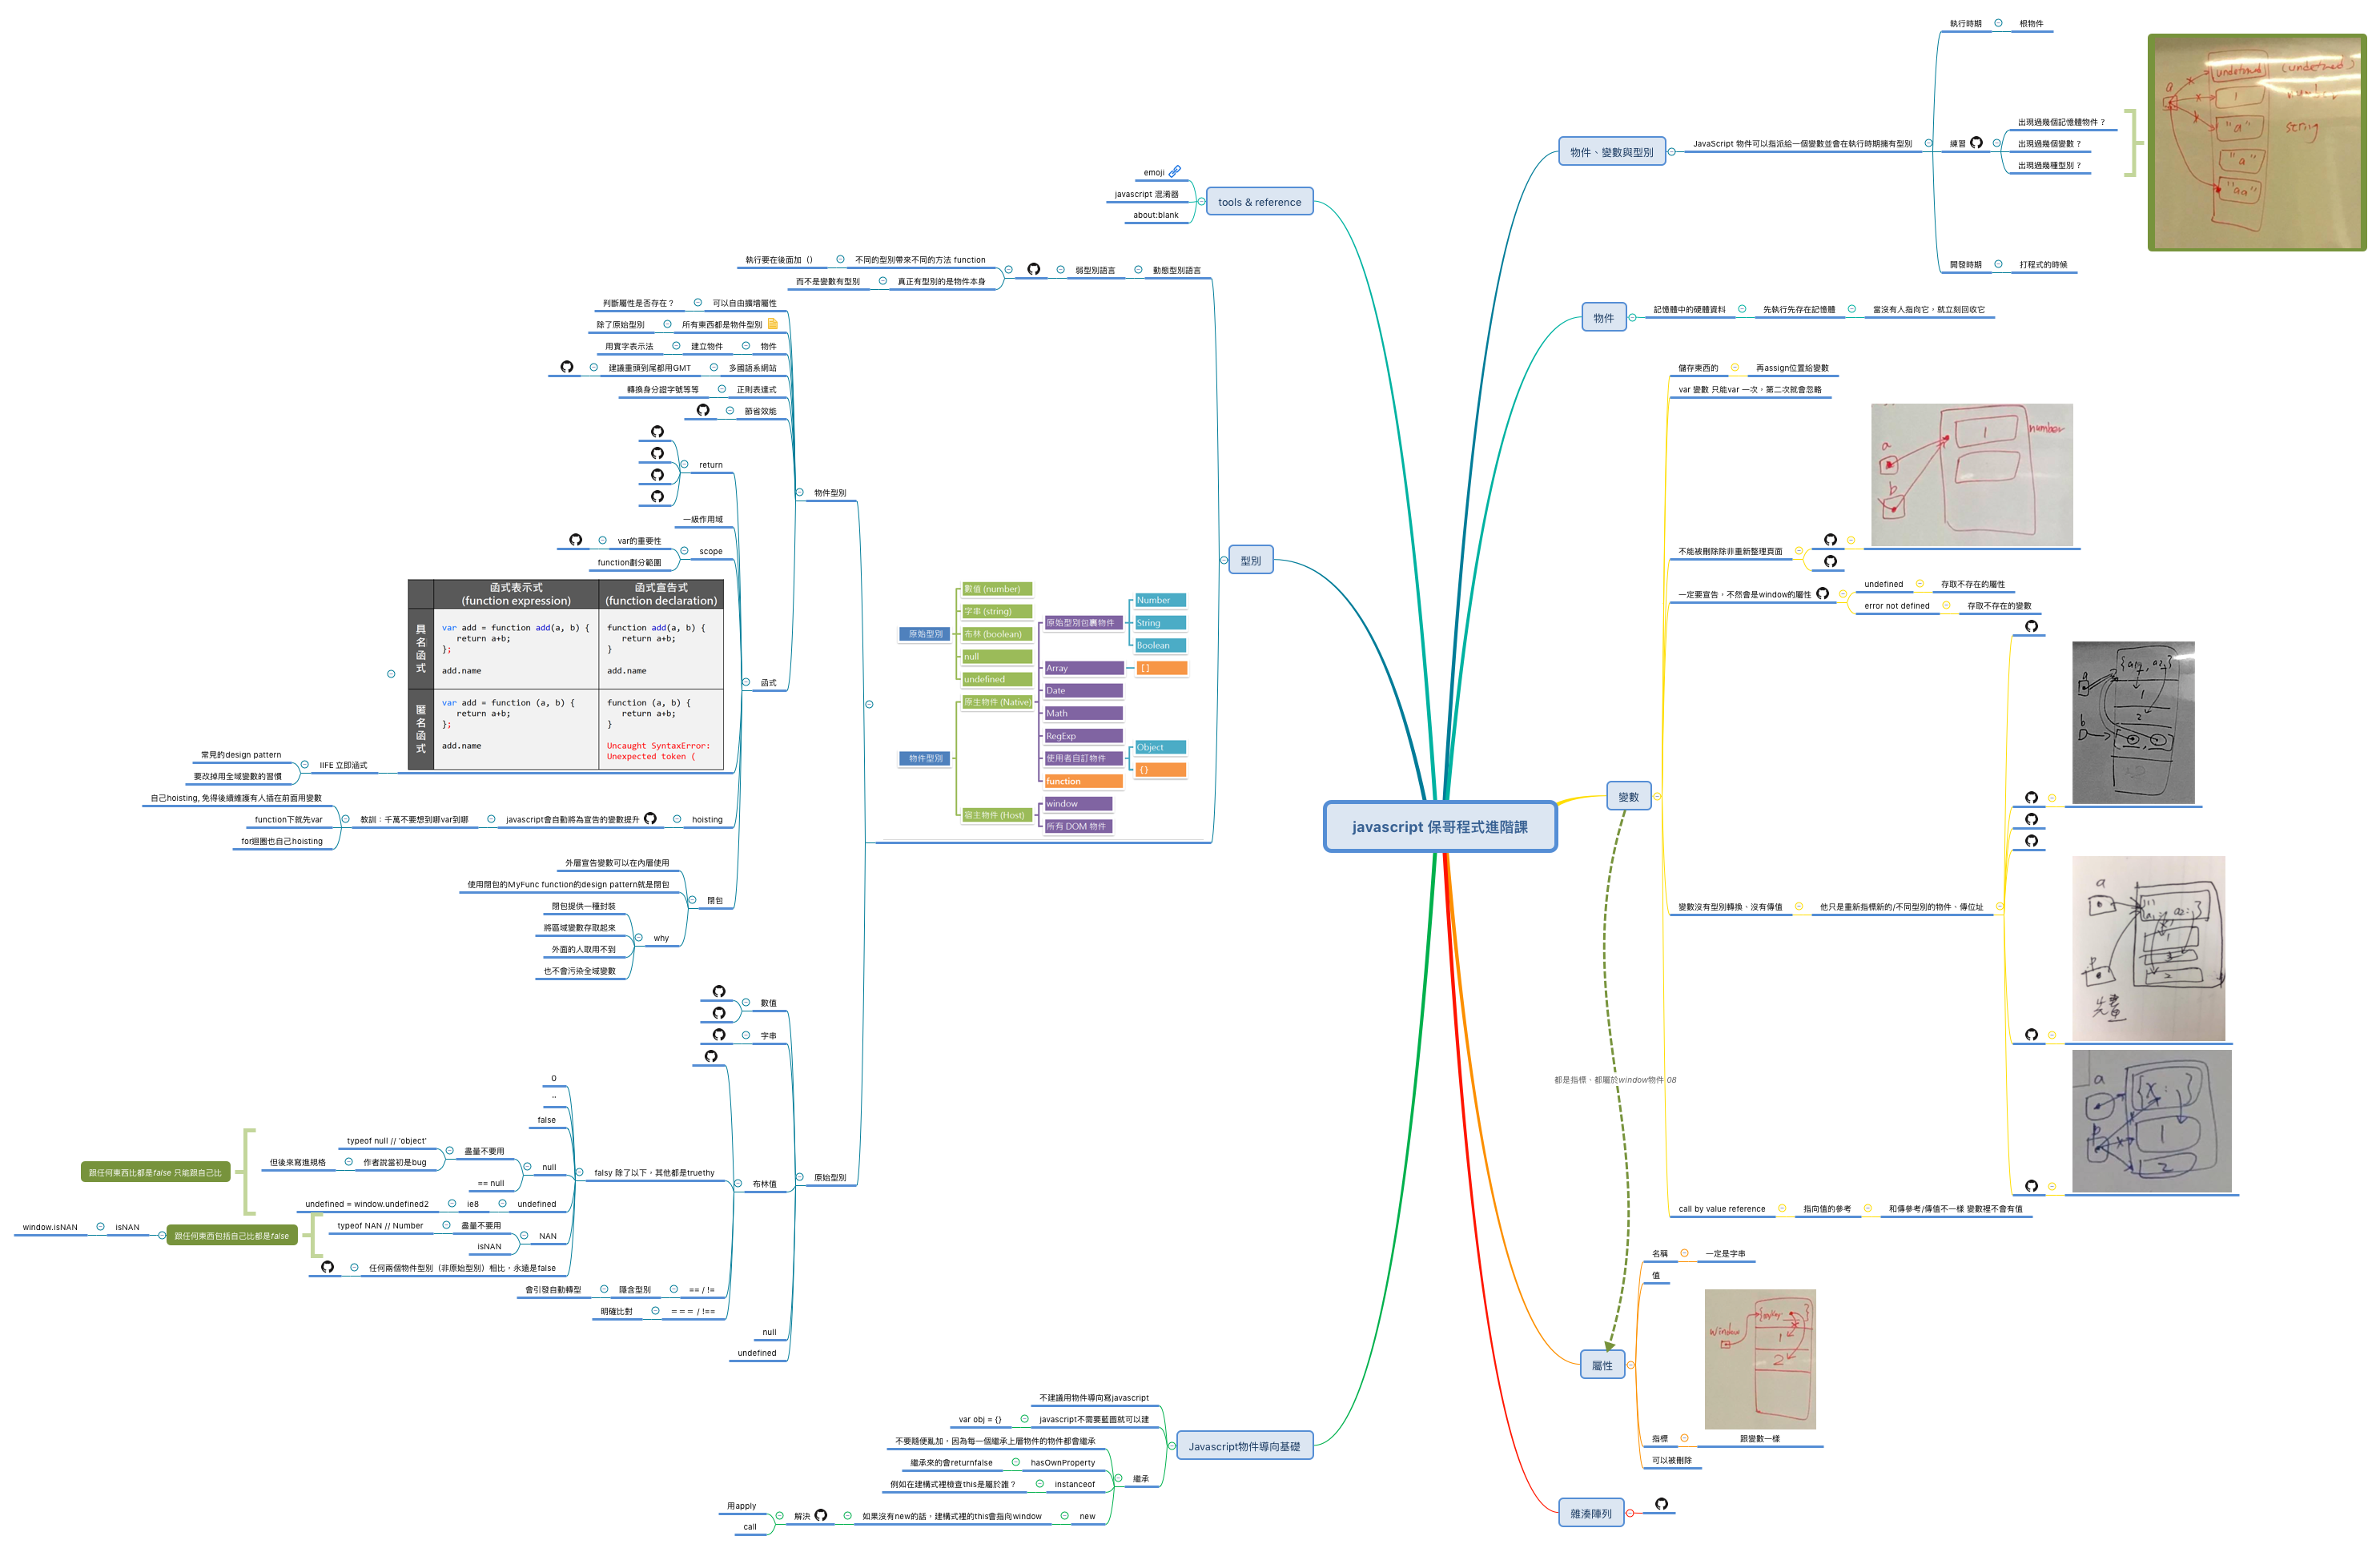 javascript 保哥程式進階課
物件、變數與型別
JavaScript 物件可以指派給一個變數並會在執行時期擁有型別
執行時期
根物件
練習
出現過幾個記憶體物件？
出現過幾個變數？
出現過幾種型別？
開發時期
打程式的時候
undefined
(undefined)
a
1
number
"a"
string
"a"
"aa"
物件
記憶體中的硬體資料
先執行先存在記憶體
當沒有人指向它，就立刻回收它
變數
儲存東西的
再assign位置給變數
var 變數 只能var 一次，第二次就會忽略
不能被刪除除非重新整理頁面
a
b
1
number
一定要宣告，不然會是window的屬性
undefined
存取不存在的屬性
error not defined
存取不存在的變數
變數沒有型別轉換、沒有傳值
他只是重新指標新的/不同型別的物件、傳位址
a
1
2
b
a
1
2
a
{x: }
1
2
call by value reference
指向值的參考
和傳參考/傳值不一樣 變數裡不會有值
都是指標、都屬於window物件 08
屬性
名稱
一定是字串
值
window
1
2
指標
跟變數一樣
可以被刪除
雜湊陣列
tools & reference
emoji
javascript 混淆器
about:blank
型別
動態型別語言
弱型別語言
不同的型別帶來不同的方法 function
執行要在後面加（）
真正有型別的是物件本身
而不是變數有型別
原始型別
數值 (number)
字串 (string)
布林 (boolean)
null
undefined
物件型別
原生物件 (Native)
原始型別包裹物件
Number
String
Boolean
Array
[ ]
Date
Math
RegExp
使用者自訂物件
Object
{ }
function
宿主物件 (Host)
window
所有 DOM 物件
物件型別
可以自由擴增屬性
判斷屬性是否存在？
所有東西都是物件型別
除了原始型別
物件
建立物件
用實字表示法
多國語系網站
建議重頭到尾都用GMT
正則表達式
轉換身分證字號等等
節省效能
函式
return
一級作用域
scope
var的重要性
function劃分範圍
函式表示式
(function expression)
函式宣告式
(function declaration)
具名函式
var add = function add(a, b) {
return a+b;
};
add.name
function add(a, b) {
return a+b;
}
add.name
匿名函式
var add = function (a, b) {
return a+b;
};
add.name
function (a, b) {
return a+b;
}
Uncaught SyntaxError:
Unexpected token (
IIFE 立即函式
常見的design pattern
要改掉用全域變數的習慣
hoisting
javascript會自動將為宣告的變數提升
教訓：千萬不要想到哪var到哪
自己hoisting, 免得後續維護有人插在前面用變數
function下就先var
for迴圈也自己hoisting
閉包
外層宣告變數可以在內層使用
使用閉包的MyFunc function的design pattern就是閉包
why
閉包提供一種封裝
將區域變數存取起來
外面的人取用不到
也不會污染全域變數
原始型別
數值
字串
布林值
falsy 除了以下，其他都是truethy
0
''
false
null
盡量不要用
typeof null // 'object'
作者說當初是bug
但後來寫進規格
== null
undefined
ie8
undefined = window.undefined2
跟任何東西比都是false 只能跟自己比
NAN
盡量不要用
typeof NAN // Number
isNAN
跟任何東西包括自己比都是false
isNAN
window.isNAN
任何兩個物件型別（非原始型別）相比，永遠是false
== / !=
隱含型別
會引發自動轉型
＝＝＝ / !==
明確比對
null
undefined
Javascript物件導向基礎
不建議用物件導向寫javascript
javascript不需要藍圖就可以建
var obj = {}
繼承
不要隨便亂加，因為每一個繼承上層物件的物件都會繼承
hasOwnProperty
繼承來的會returnfalse
instanceof
例如在建構式裡檢查this是屬於誰？
new
如果沒有new的話，建構式裡的this會指向window
解決
用apply
call